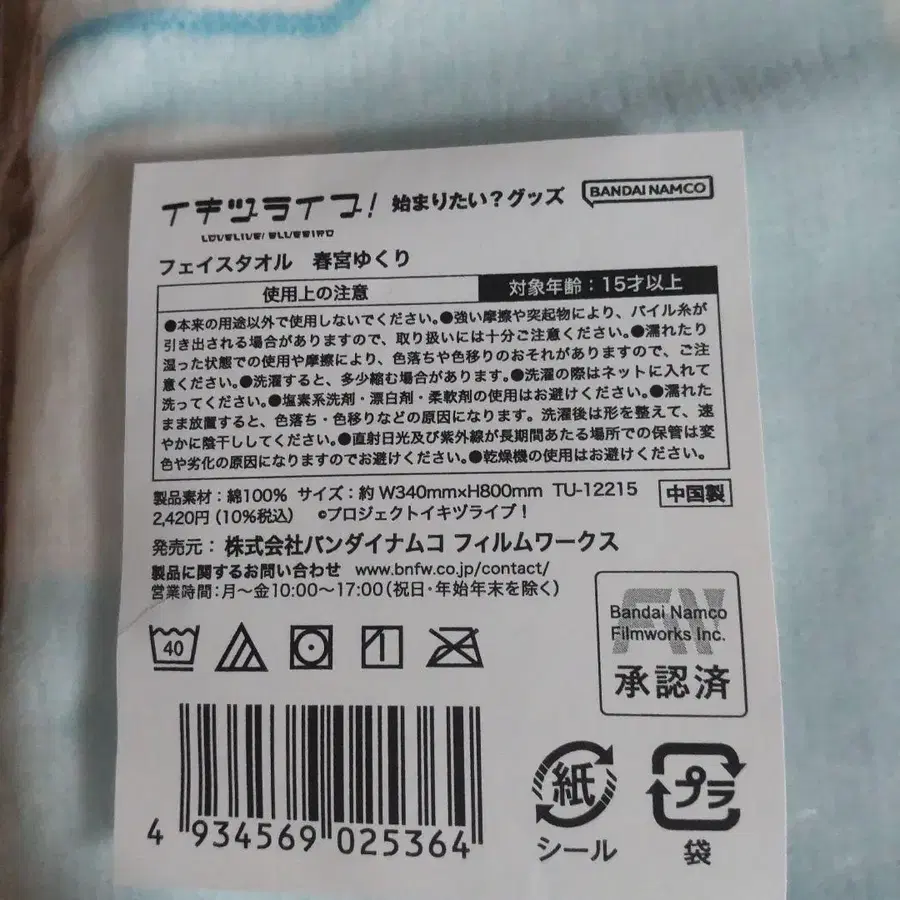 イキヅライブ! 始まりたい？グッズ BANDAI NAMCO
LOVELIVE! BLUEBIRD
フェイスタオル 春宮ゆくり
使用上の注意 対象年齢：15才以上
●本来の用途以外で使用しないでください。●強い摩擦や突起物により、パイル糸が
引き出される場合がありますので、取り扱いには十分ご注意ください。●濡れたり
湿った状態での使用や摩擦により、色落ちや色移りのおそれがありますので、ご注
意ください。●洗濯すると、多少縮む場合があります。●洗濯の際はネットに入れて
洗ってください。●塩素系洗剤・漂白剤・柔軟剤の使用はお避けください。●濡れた
まま放置すると、色落ち・色移りなどの原因になります。洗濯後は形を整えて、速
やかに陰干ししてください。●直射日光及び紫外線が長期間あたる場所での保管は変
色や劣化の原因になりますのでお避けください。●乾燥機の使用はお避けください。
製品素材：綿100% サイズ：約 W340mm×H800mm TU-12215 中国製
2,420円（10%税込） ©プロジェクトイキヅライブ！
発売元：株式会社バンダイナムコ フィルムワークス
製品に関するお問い合わせ www.bnfw.co.jp/contact/
営業時間：月〜金10:00〜17:00（祝日・年始年末を除く）
40
Bandai Namco
Filmworks Inc.
承認済
4 934569 025364
紙
シール
プラ
袋